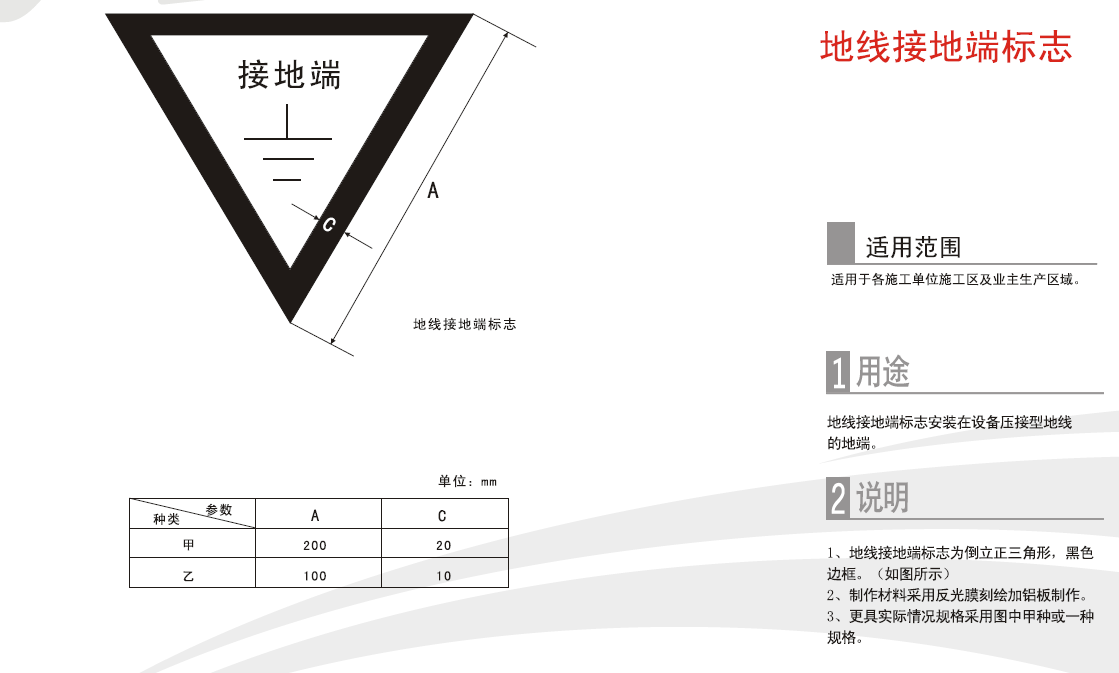 地线接地端标志
接地端
A
C
地线接地端标志
适用范围
适用于各施工单位施工区及业主生产区域。
1 用途
地线接地端标志安装在设备压接型地线
的地端。
2 说明
1、地线接地端标志为倒立正三角形，黑色
边框。（如图所示）
2、制作材料采用反光膜刻绘加铝板制作。
3、更具实际情况规格采用图中甲种或一种
规格。
单位：mm
种类 参数 A C
甲 200 20
乙 100 10